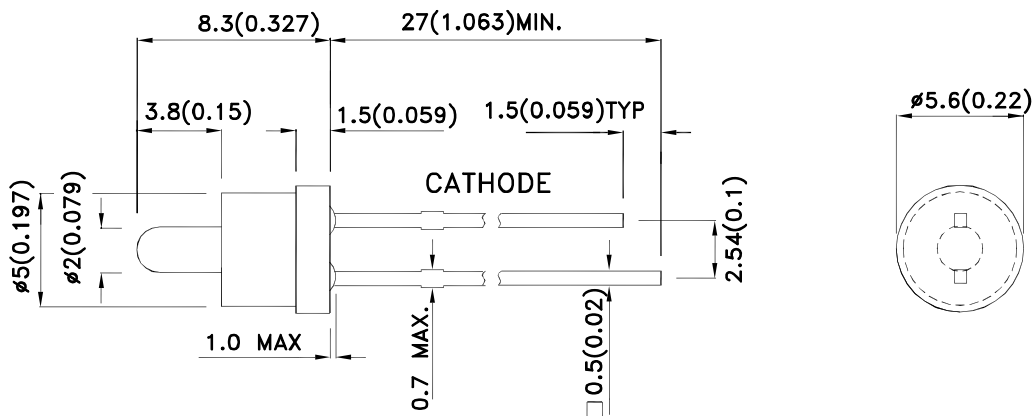 8.3(0.327)
27(1.063)MIN.
3.8(0.15)
1.5(0.059)
1.5(0.059)TYP
ø5.6(0.22)
CATHODE
ø5(0.197)
ø2(0.079)
2.54(0.1)
1.0 MAX
0.7 MAX.
0.5(0.02)